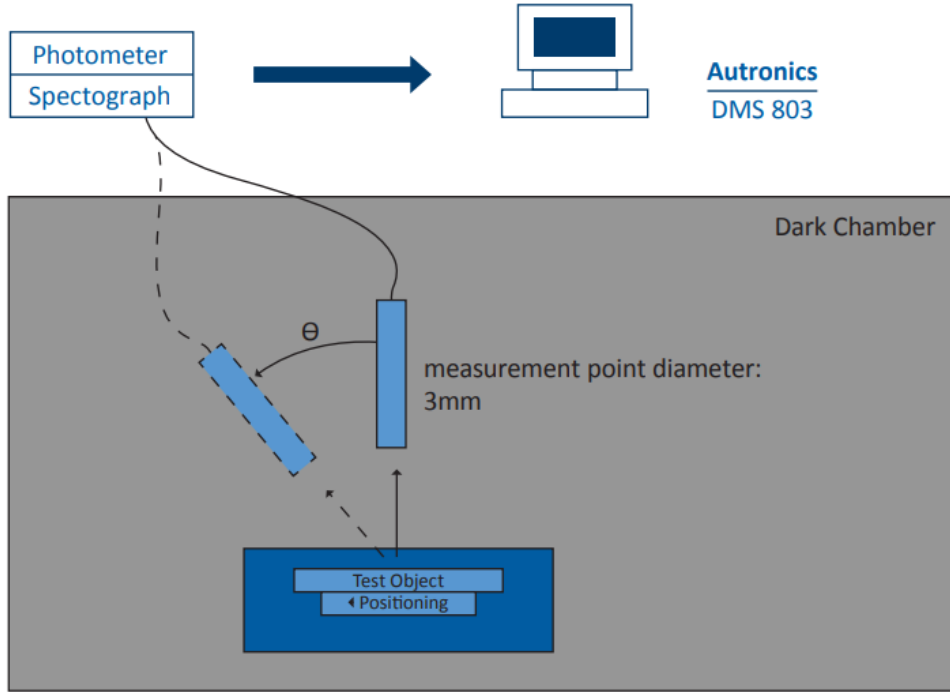 Photometer
Spectograph
Autronics
DMS 803
Dark Chamber
Θ
measurement point diameter:
3mm
Test Object
Positioning